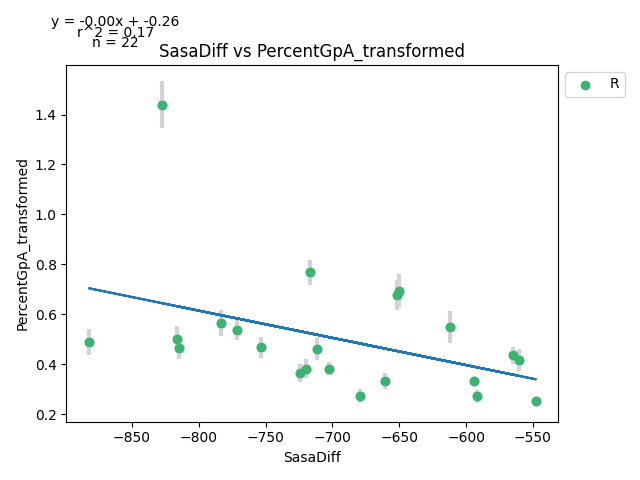 y = -0.00x + -0.26
r^2 = 0.17
n = 22
SasaDiff vs PercentGpA_transformed
R
PercentGpA_transformed
1.4
1.2
1.0
0.8
0.6
0.4
0.2
−850 −800 −750 −700 −650 −600 −550
SasaDiff